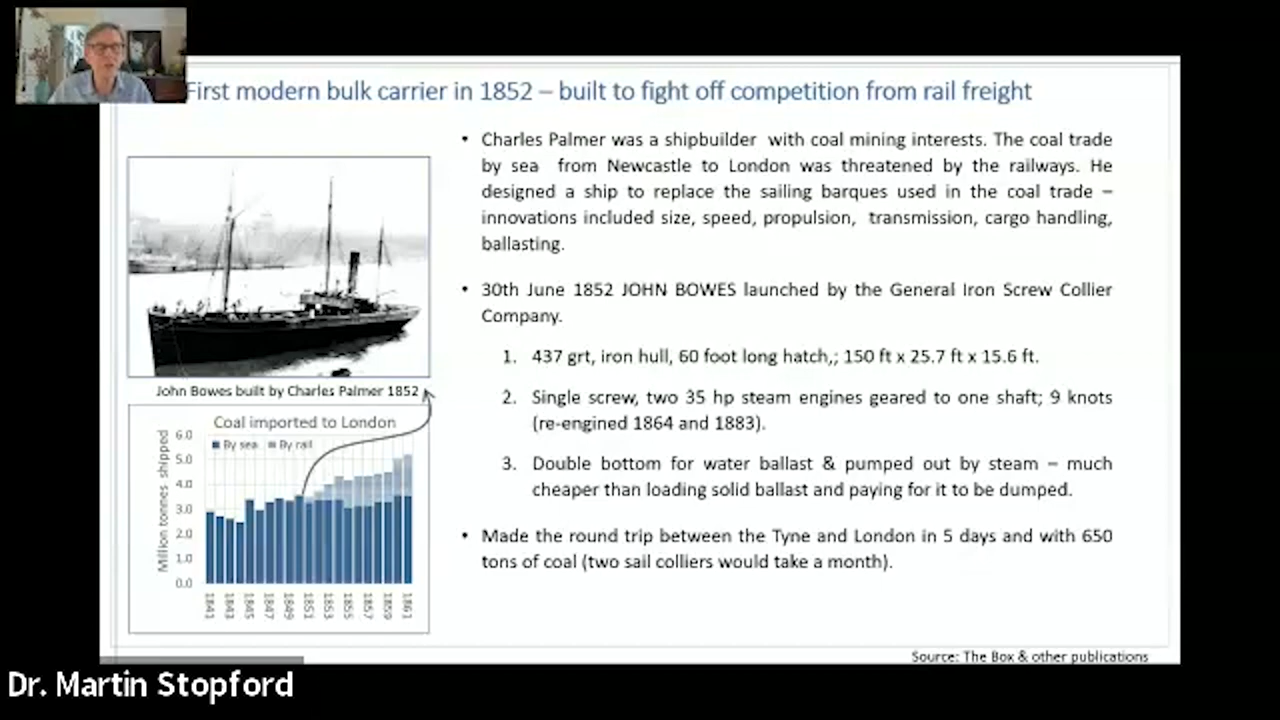 First modern bulk carrier in 1852 – built to fight off competition from rail freight
• Charles Palmer was a shipbuilder with coal mining interests. The coal trade
by sea from Newcastle to London was threatened by the railways. He
designed a ship to replace the sailing barques used in the coal trade –
innovations included size, speed, propulsion, transmission, cargo handling,
ballasting.
• 30th June 1852 JOHN BOWES launched by the General Iron Screw Collier
Company.
1. 437 grt, iron hull, 60 foot long hatch,; 150 ft x 25.7 ft x 15.6 ft.
2. Single screw, two 35 hp steam engines geared to one shaft; 9 knots
(re-engined 1864 and 1883).
3. Double bottom for water ballast & pumped out by steam – much
cheaper than loading solid ballast and paying for it to be dumped.
• Made the round trip between the Tyne and London in 5 days and with 650
tons of coal (two sail colliers would take a month).
John Bowes built by Charles Palmer 1852
Coal imported to London
By sea By rail
Million tonnes shipped
6.0
5.0
4.0
3.0
2.0
1.0
0.0
1841 1843 1845 1847 1849 1851 1853 1855 1857 1859 1861
Source: The Box & other publications
Dr. Martin Stopford